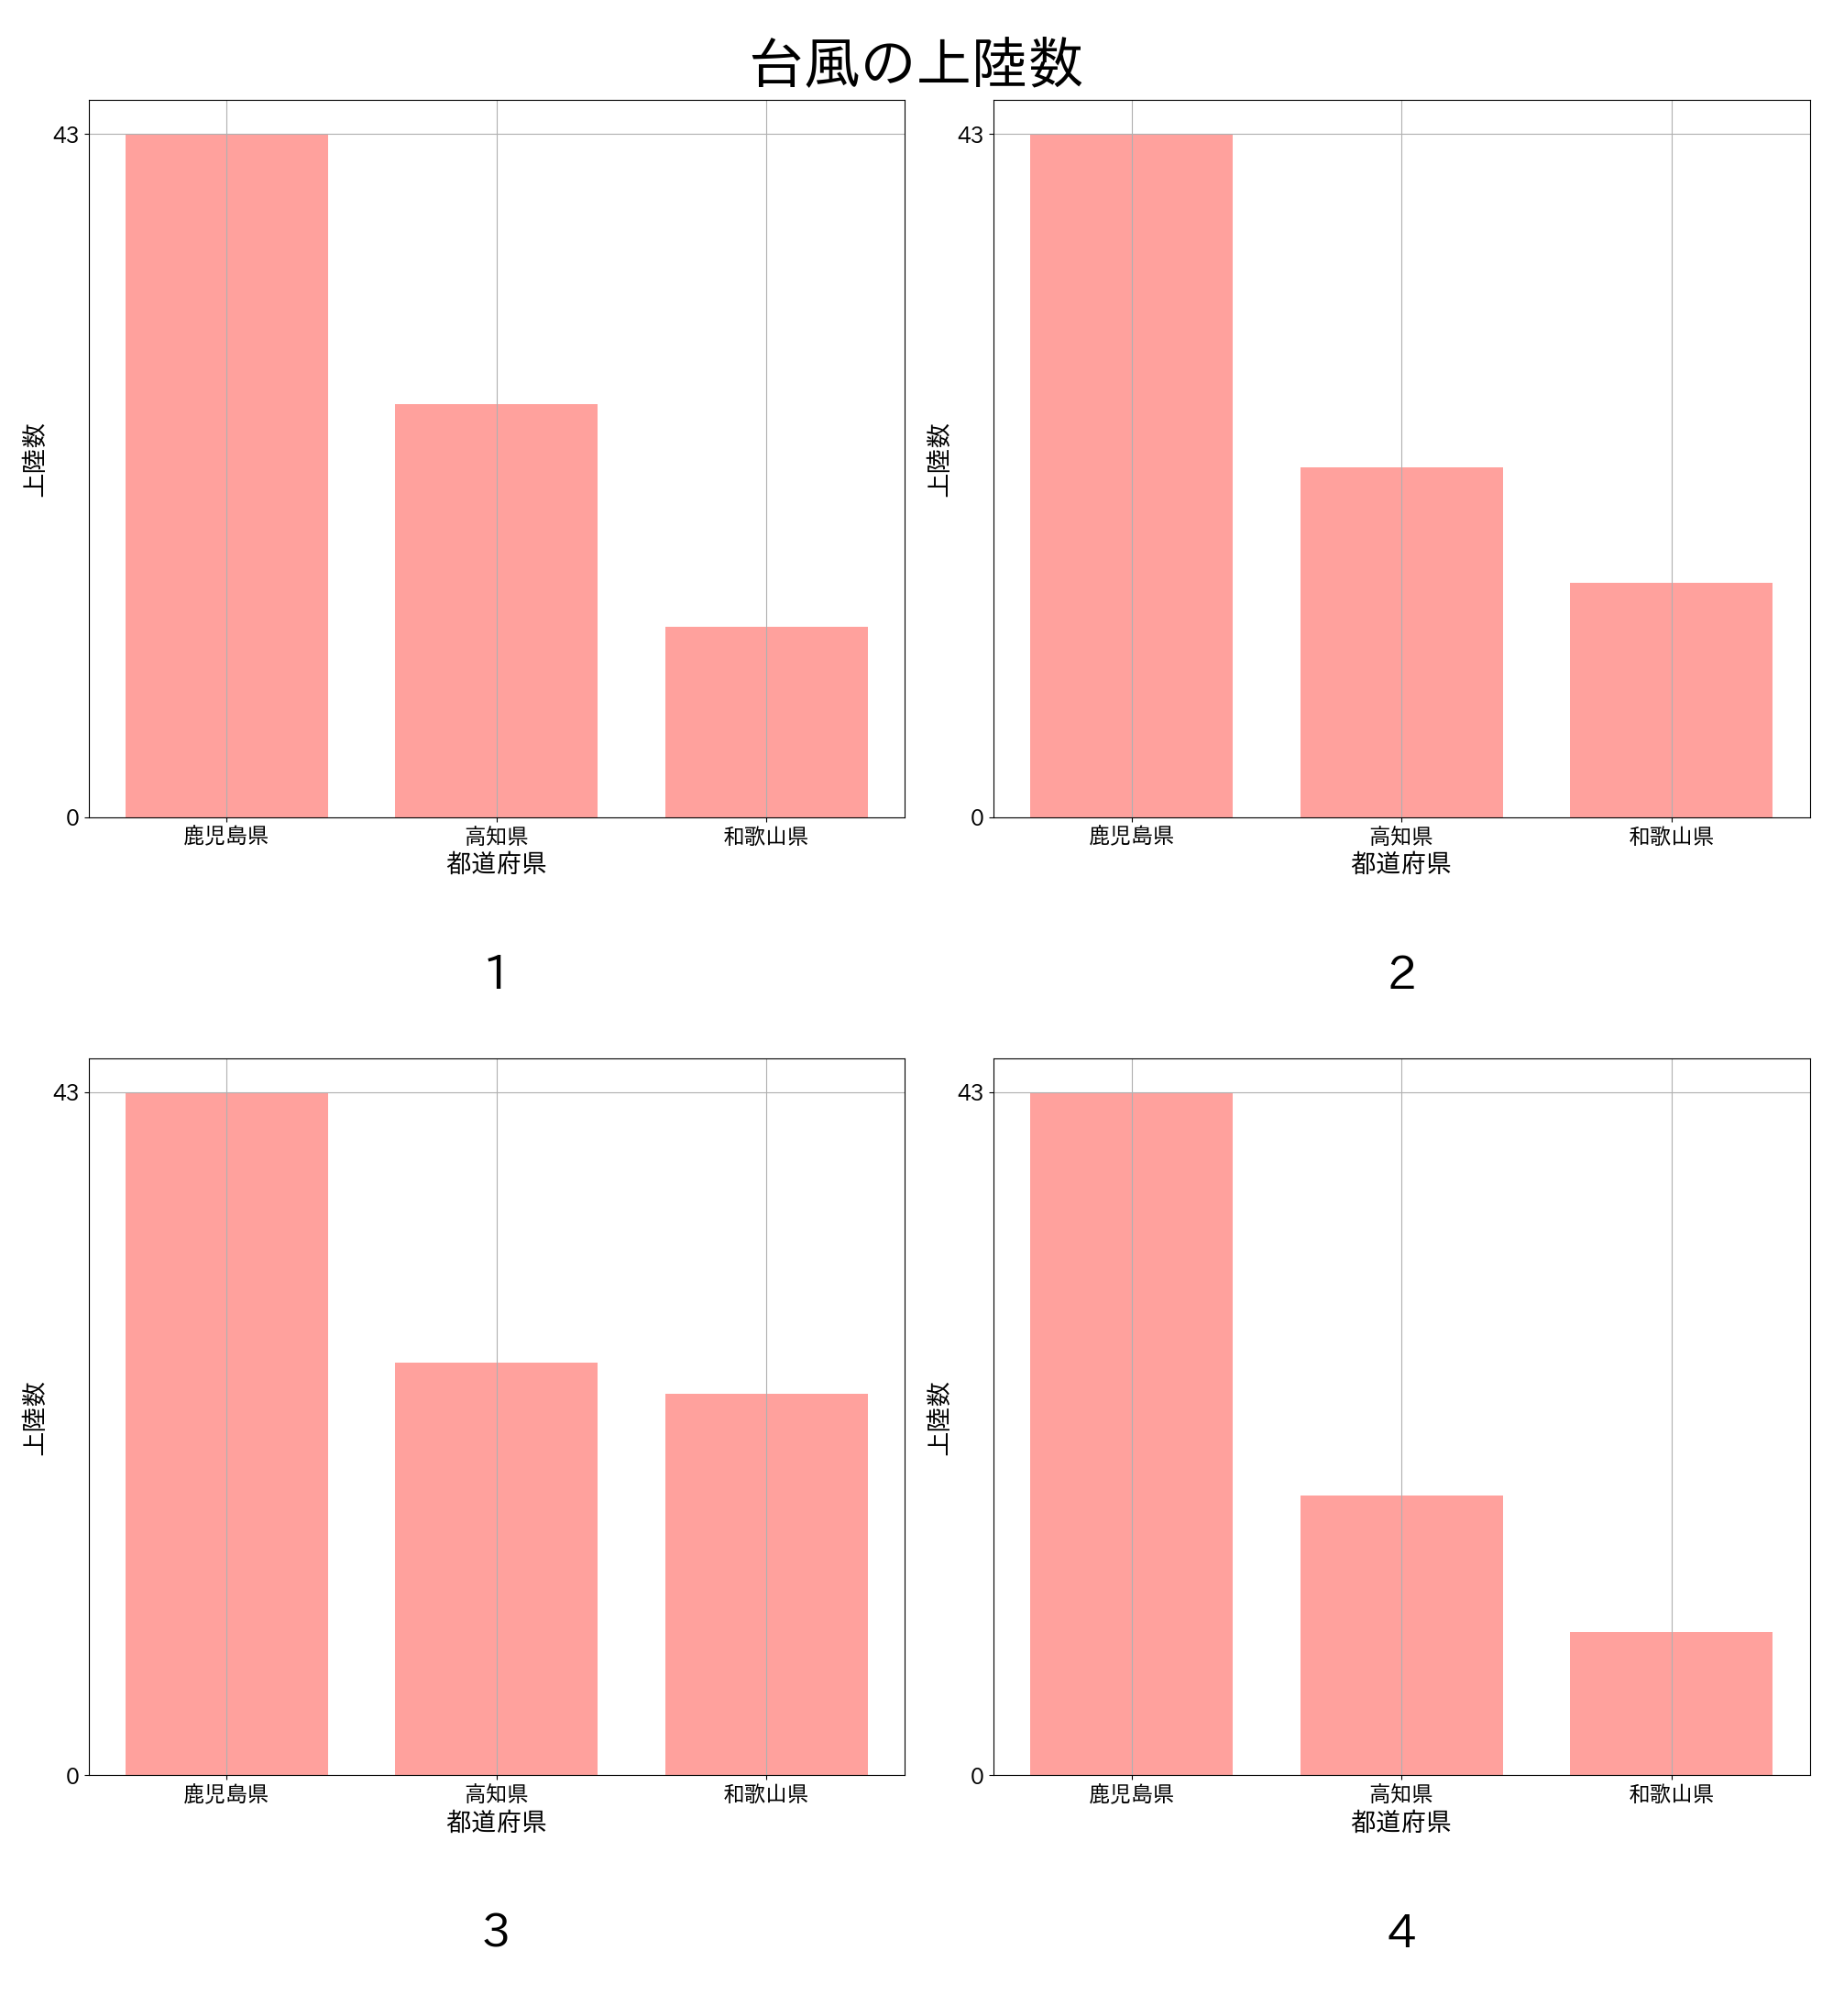 台風の上陸数
43
0
上陸数
鹿児島県 高知県 和歌山県
都道府県
1
43
0
上陸数
鹿児島県 高知県 和歌山県
都道府県
2
43
0
上陸数
鹿児島県 高知県 和歌山県
都道府県
3
43
0
上陸数
鹿児島県 高知県 和歌山県
都道府県
4